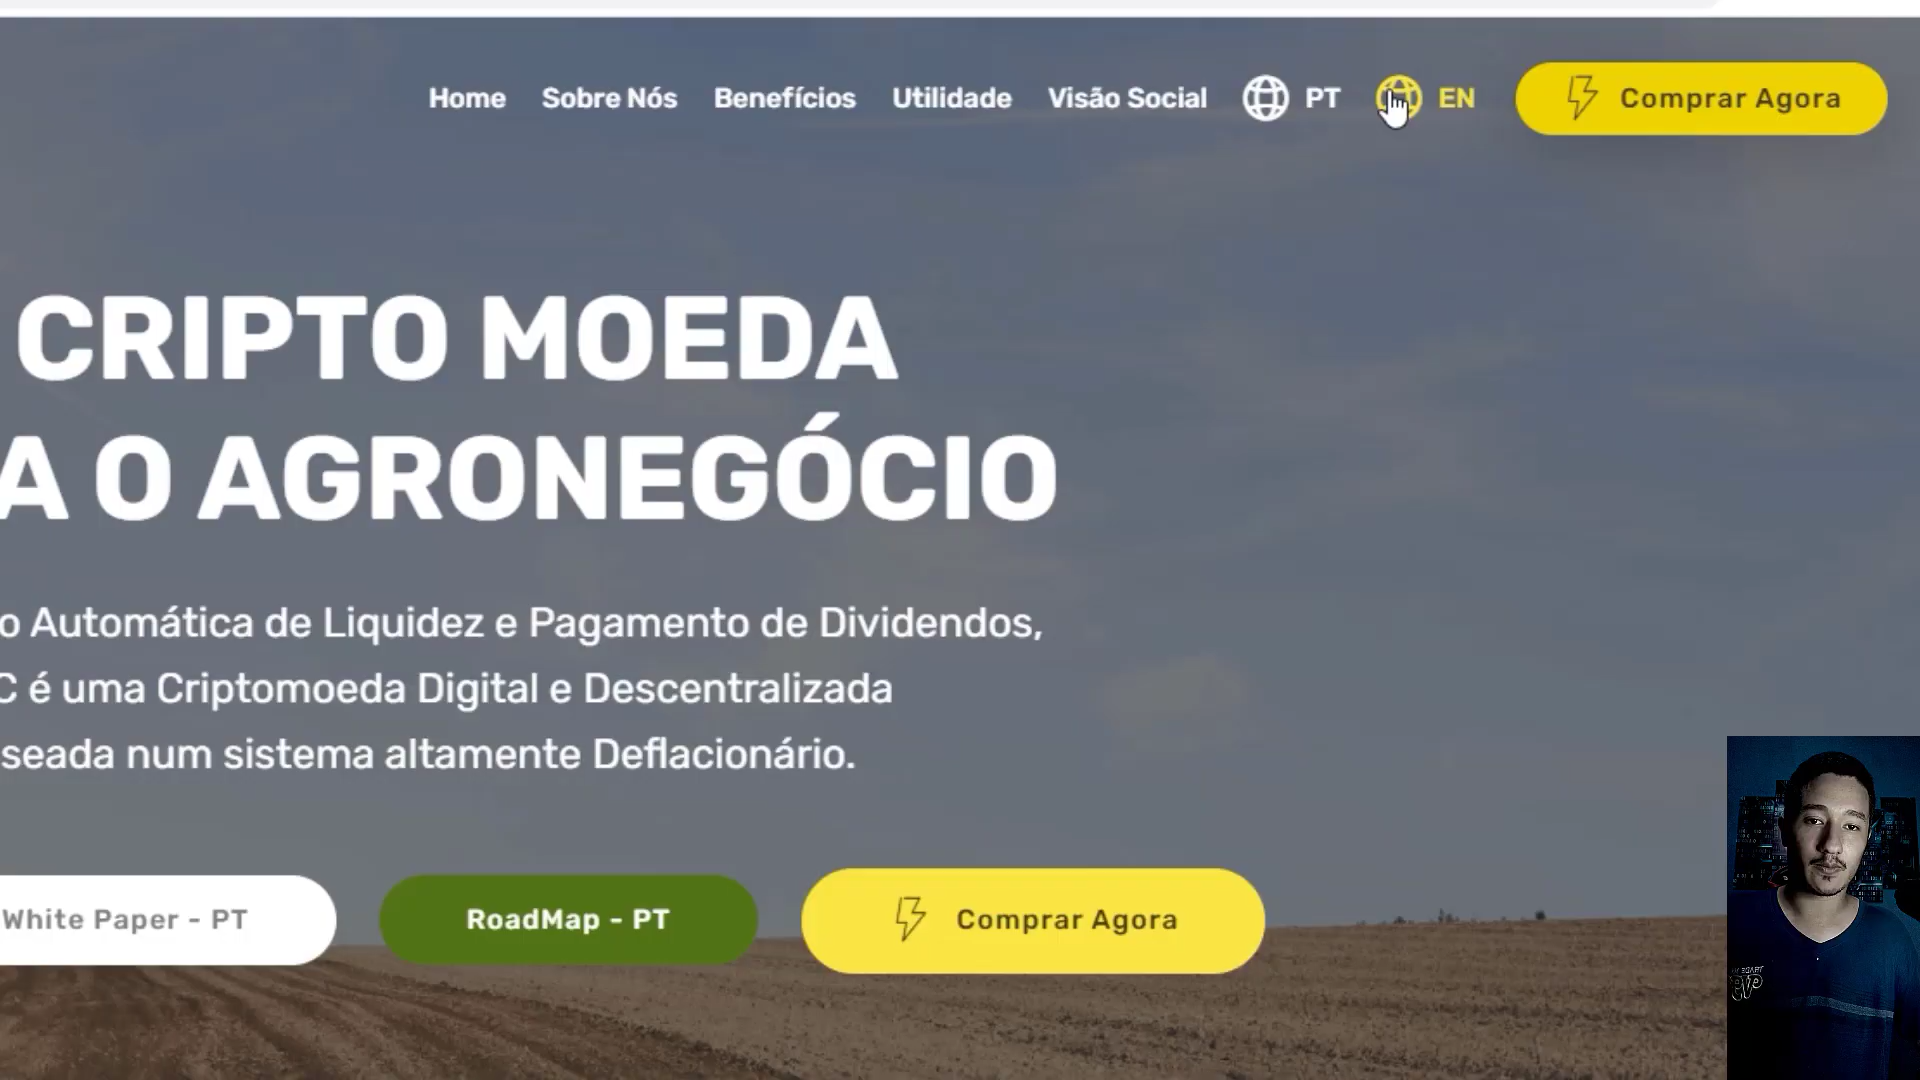 Home Sobre Nós Benefícios Utilidade Visão Social PT EN Comprar Agora
CRIPTO MOEDA
A O AGRONEGÓCIO
o Automática de Liquidez e Pagamento de Dividendos,
C é uma Criptomoeda Digital e Descentralizada
seada num sistema altamente Deflacionário.
White Paper - PT RoadMap - PT Comprar Agora